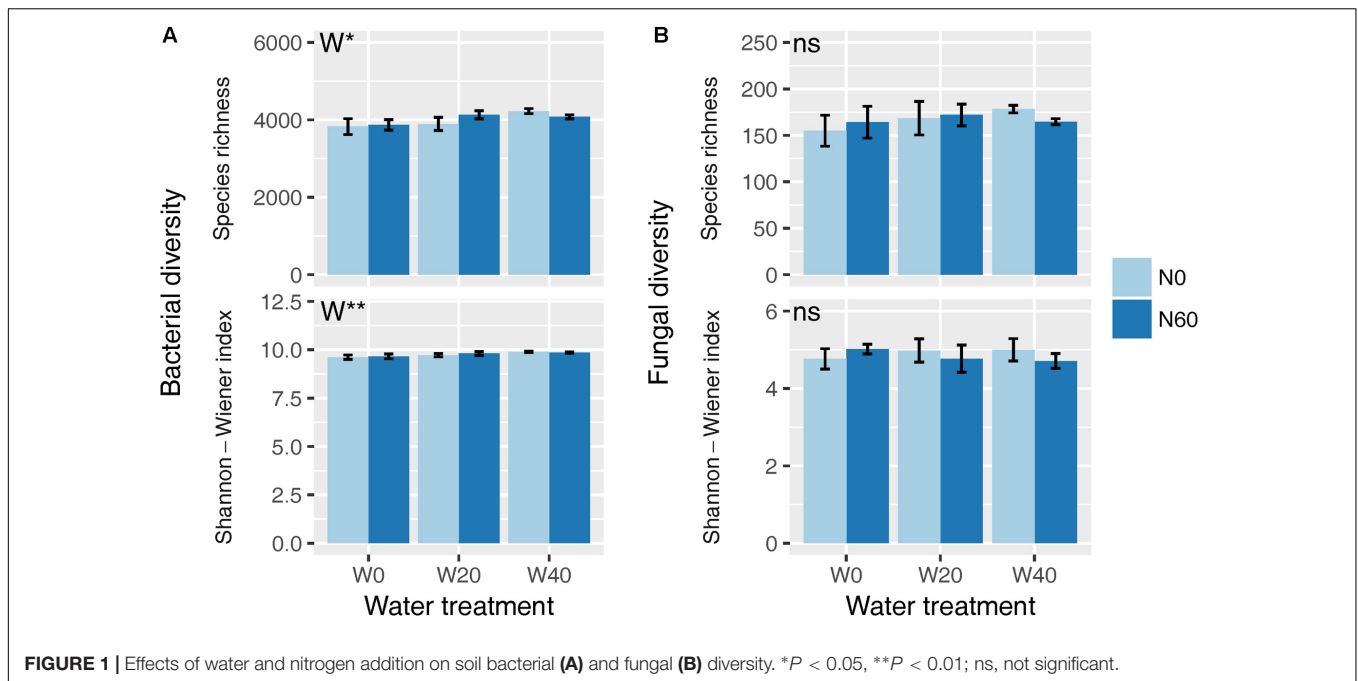 A
B
Bacterial diversity
Species richness
6000
4000
2000
0
W*
Shannon – Wiener index
12.5
10.0
7.5
5.0
2.5
0.0
W**
W0 W20 W40
Water treatment
Fungal diversity
Species richness
250
200
150
100
50
0
ns
Shannon – Wiener index
6
4
2
0
ns
W0 W20 W40
Water treatment
N0
N60
FIGURE 1 | Effects of water and nitrogen addition on soil bacterial (A) and fungal (B) diversity. *P < 0.05, **P < 0.01; ns, not significant.